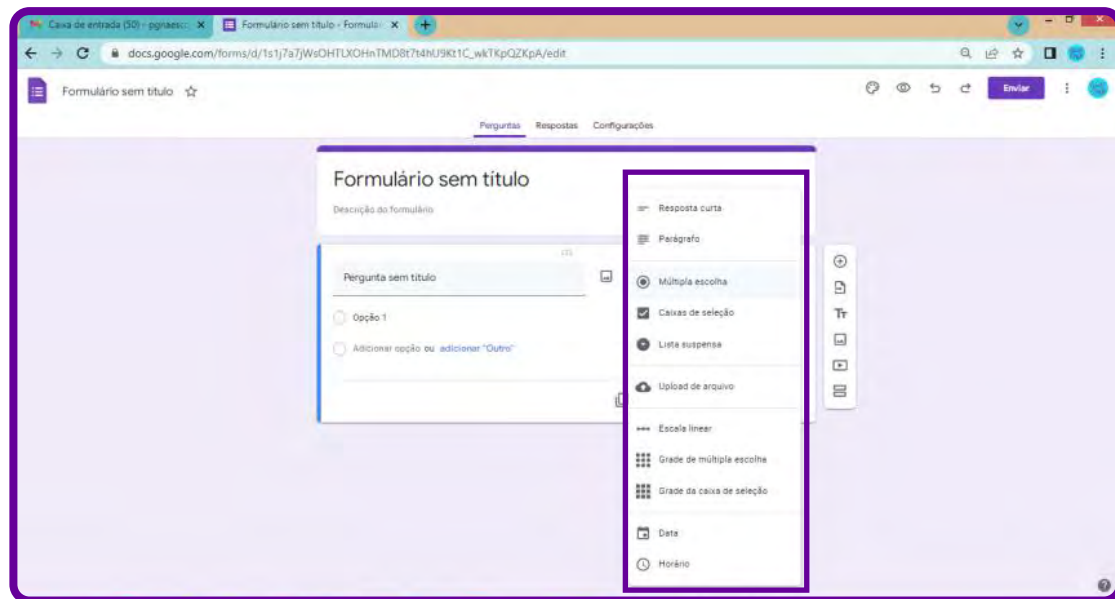 Caixa de entrada (50) - pgnaesc
Formulário sem título - Formulá
docs.google.com/forms/d/1s1j7a7jWsOHTLXOHnTMD8t7t4hU9Kt1C_wkTKpQZKpA/edit
Formulário sem título
Enviar
Perguntas Respostas Configurações
Formulário sem título
Descrição do formulário
Pergunta sem título
Opção 1
Adicionar opção ou adicionar "Outro"
Resposta curta
Parágrafo
Múltipla escolha
Caixas de seleção
Lista suspensa
Upload de arquivo
Escala linear
Grade de múltipla escolha
Grade da caixa de seleção
Data
Horário
Tт